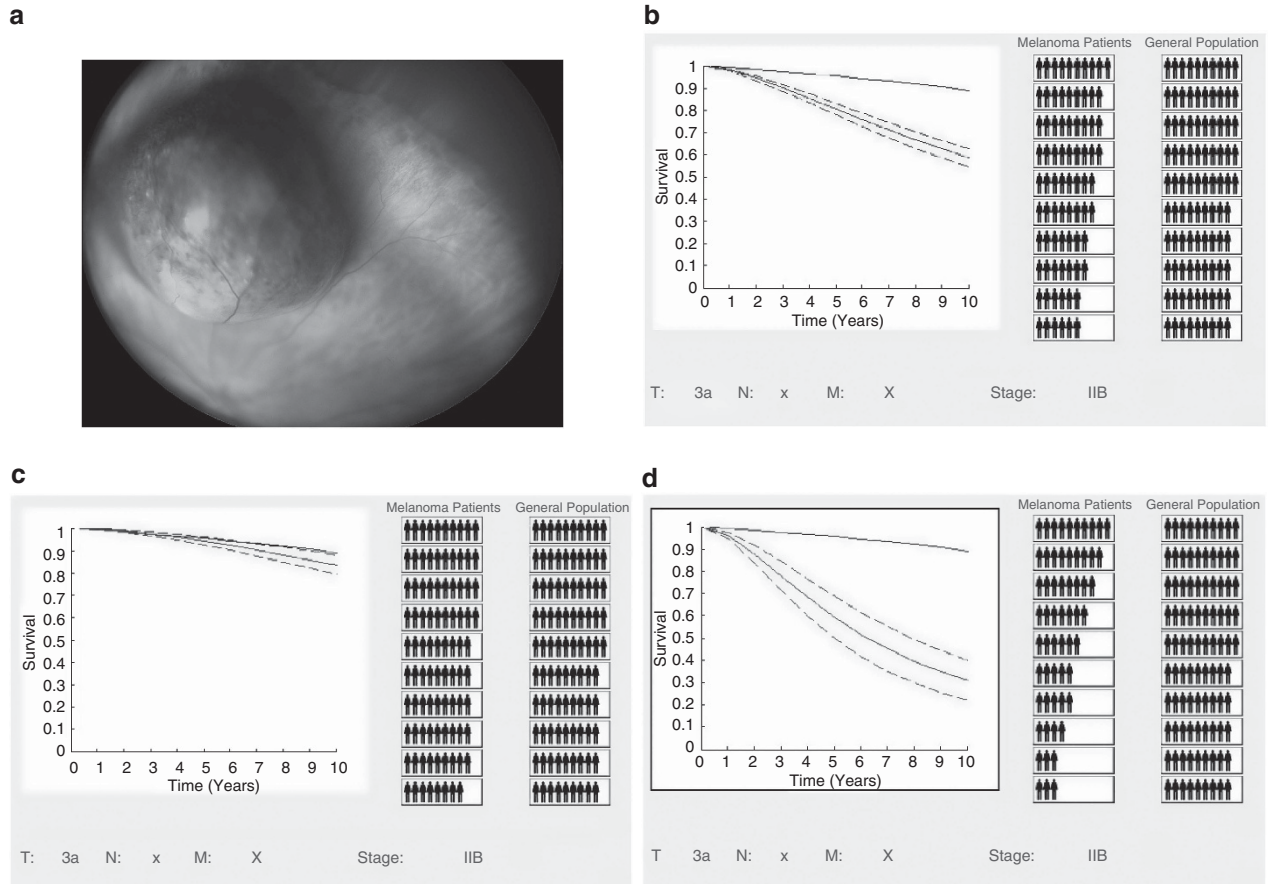 a
b
Melanoma Patients General Population
1
0.9
0.8
0.7
0.6
0.5
0.4
0.3
0.2
0.1
0
Survival
0 1 2 3 4 5 6 7 8 9 10
Time (Years)
T: 3a N: x M: X Stage: IIB
c
Melanoma Patients General Population
1
0.9
0.8
0.7
0.6
0.5
0.4
0.3
0.2
0.1
0
Survival
0 1 2 3 4 5 6 7 8 9 10
Time (Years)
T: 3a N: x M: X Stage: IIB
d
Melanoma Patients General Population
1
0.9
0.8
0.7
0.6
0.5
0.4
0.3
0.2
0.1
0
Survival
0 1 2 3 4 5 6 7 8 9 10
Time (Years)
T 3a N: x M: X Stage: IIB